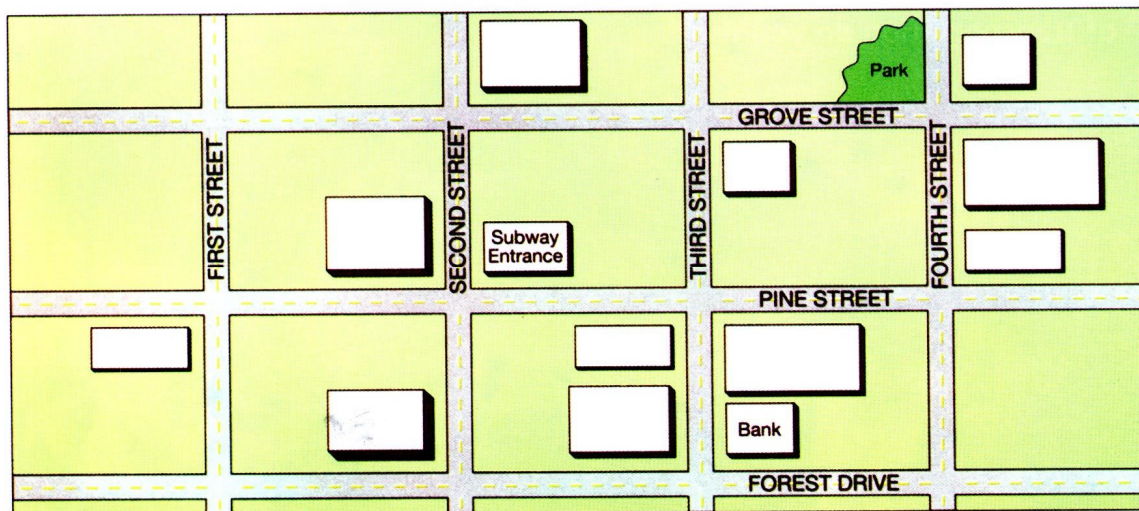 Park
GROVE STREET
FIRST STREET
SECOND STREET
THIRD STREET
FOURTH STREET
Subway
Entrance
PINE STREET
Bank
FOREST DRIVE